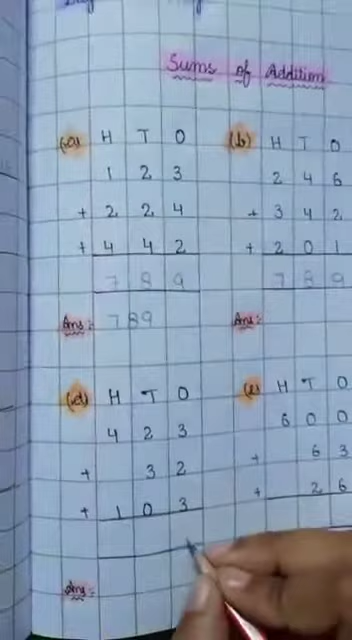 Sums of Addition
(a) H T O
1 2 3
+ 2 2 4
+ 4 4 2
7 8 9
Ans: 789
(b) H T O
2 4 6
+ 3 4 2
+ 2 0 1
7 8 9
Ans:
(d) H T O
4 2 3
+ 3 2
+ 1 0 3
Ans:
(e) H T O
6 0 0
+ 6 3
+ 2 6